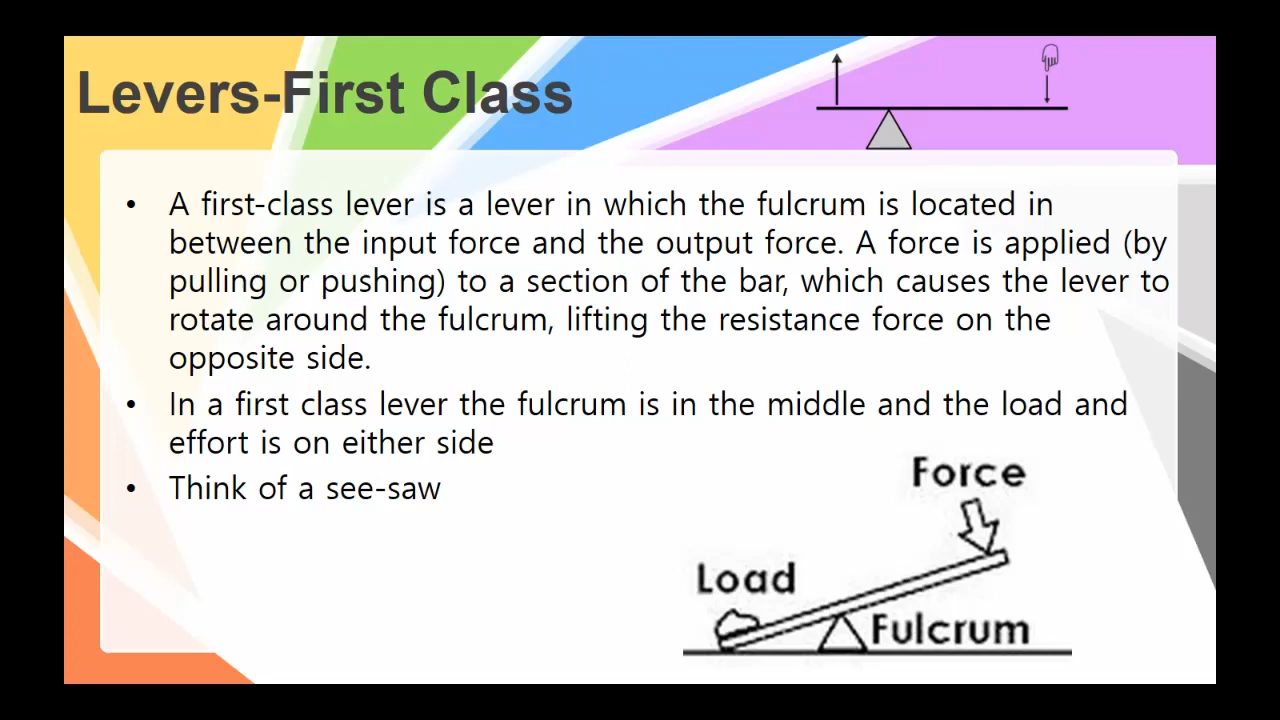 Levers-First Class
• A first-class lever is a lever in which the fulcrum is located in
between the input force and the output force. A force is applied (by
pulling or pushing) to a section of the bar, which causes the lever to
rotate around the fulcrum, lifting the resistance force on the
opposite side.
• In a first class lever the fulcrum is in the middle and the load and
effort is on either side
• Think of a see-saw
Force
Load
Fulcrum